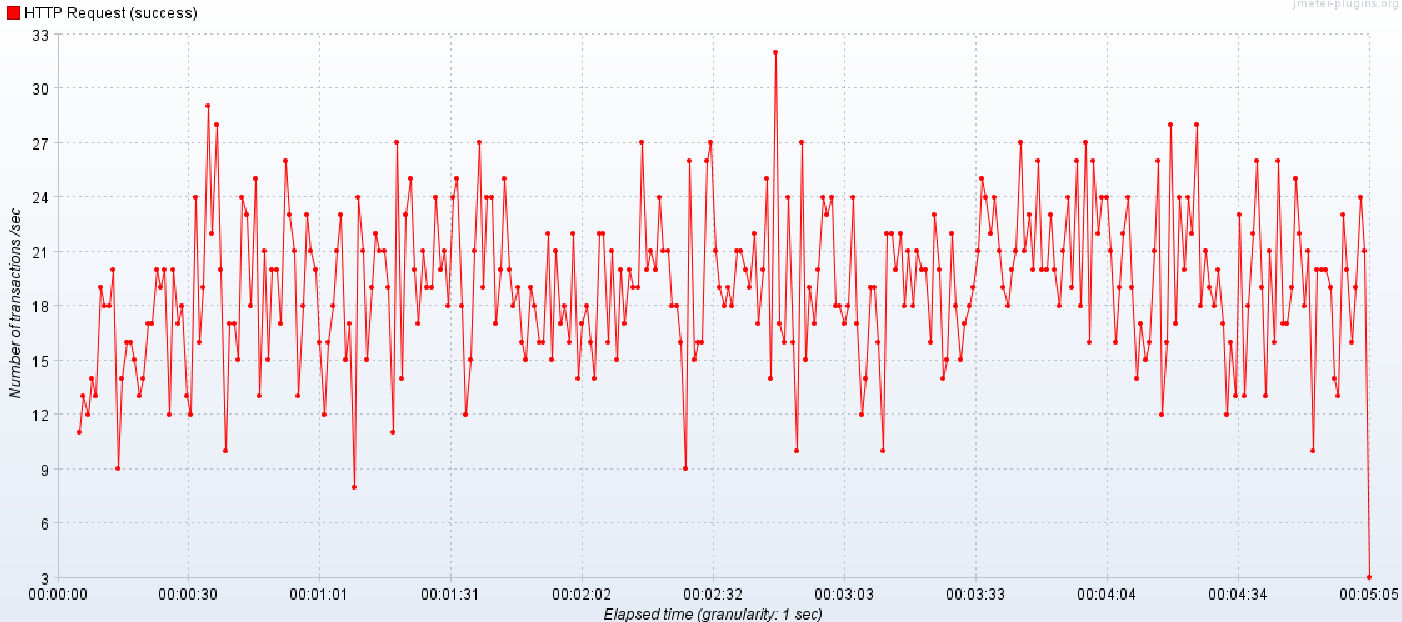 jmeter-plugins.org
HTTP Request (success)
33
30
27
24
21
18
15
12
9
6
3
Number of transactions /sec
00:00:00 00:00:30 00:01:01 00:01:31 00:02:02 00:02:32 00:03:03 00:03:33 00:04:04 00:04:34 00:05:05
Elapsed time (granularity: 1 sec)